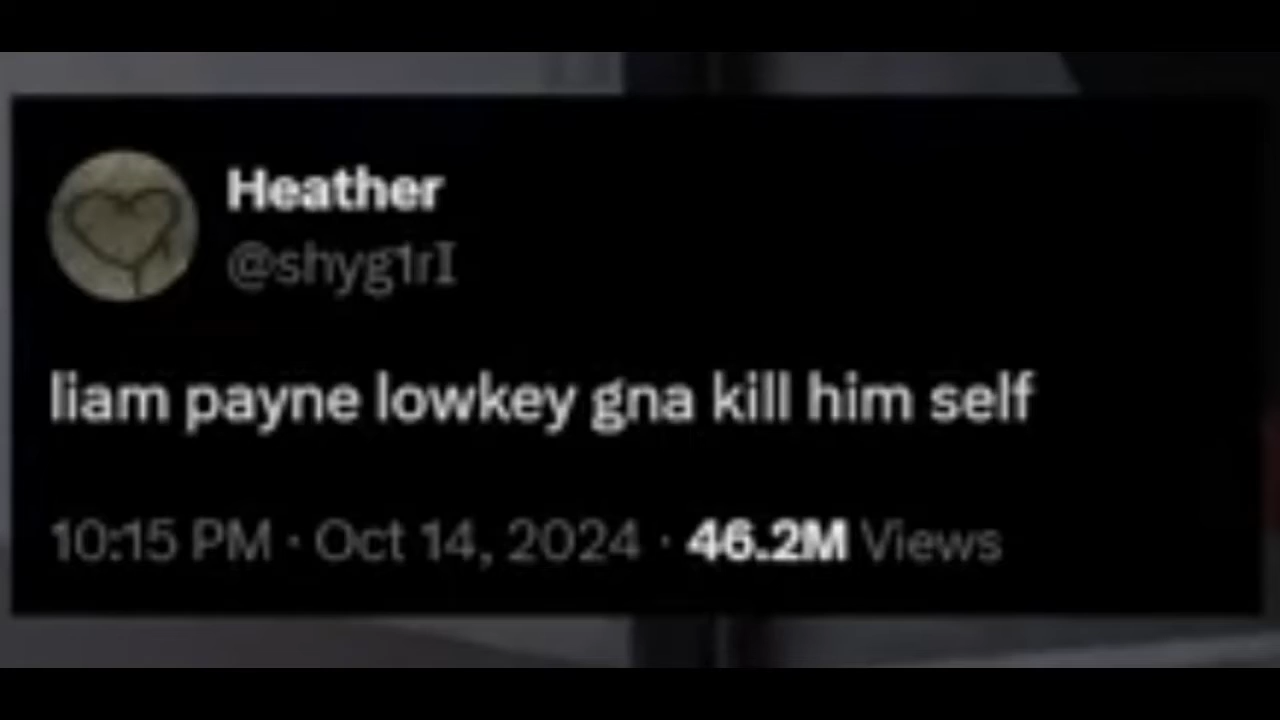 Heather
@shyg1rI
liam payne lowkey gna kill him self
10:15 PM · Oct 14, 2024 · 46.2M Views